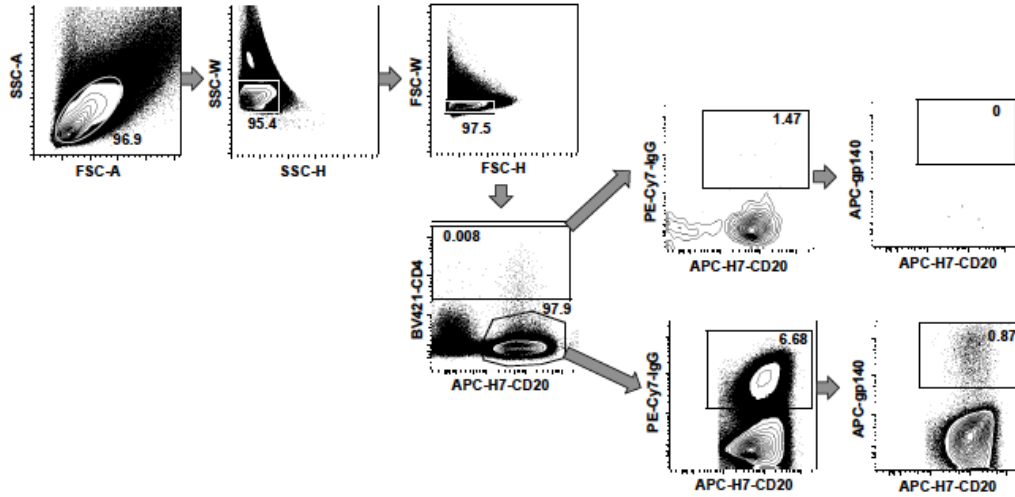 SSC-A
96.9
FSC-A
SSC-W
95.4
SSC-H
FSC-W
97.5
FSC-H
BV421-CD4
0.008
97.9
APC-H7-CD20
PE-Cy7-IgG
1.47
APC-H7-CD20
APC-gp140
0
APC-H7-CD20
PE-Cy7-IgG
6.68
APC-H7-CD20
APC-gp140
0.87
APC-H7-CD20